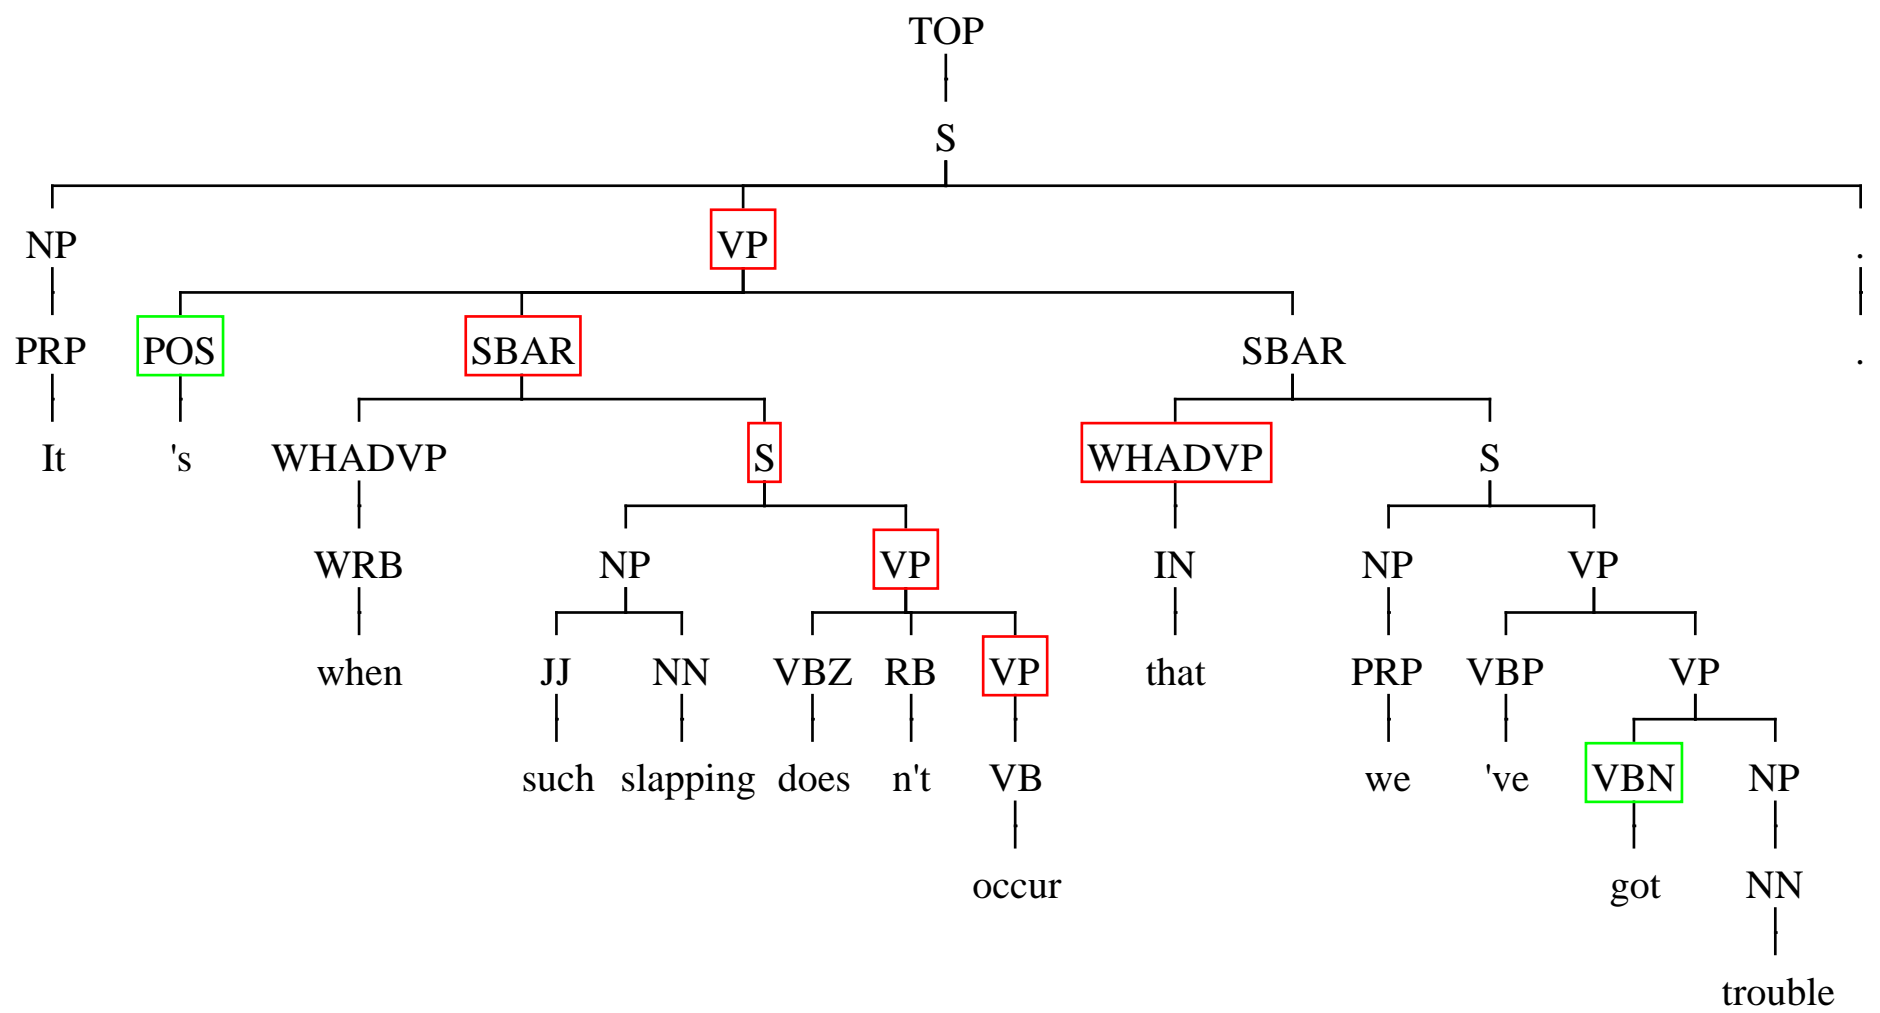 TOP
S
NP VP .
PRP POS SBAR SBAR .
It 's WHADVP S WHADVP S
WRB NP VP IN NP VP
when JJ NN VBZ RB VP that PRP VBP VP
such slapping does n't VB we 've VBN NP
occur got NN
trouble